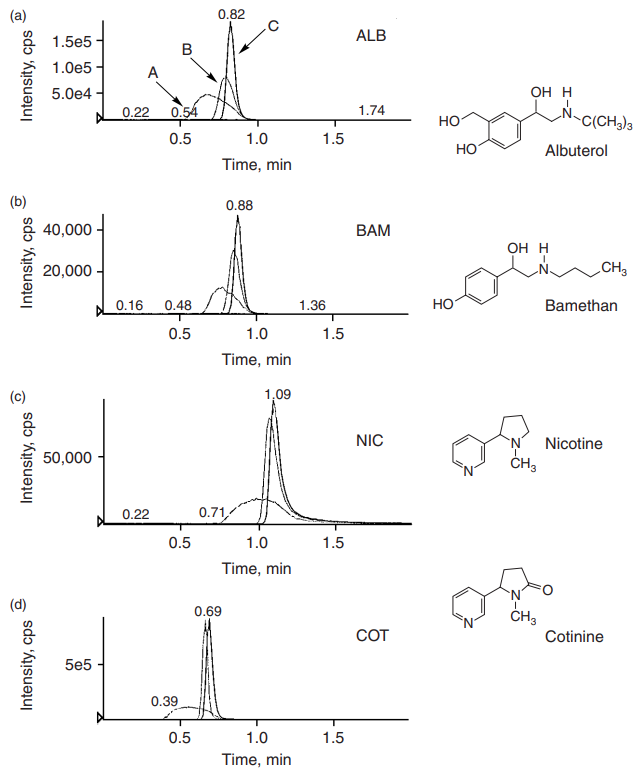 (a)
Intensity, cps
1.5e5
1.0e5
5.0e4
0.82
A
B
C
ALB
0.22
0.54
1.74
0.5
1.0
1.5
Time, min
HO
HO
OH
H
N
C(CH₃)₃
Albuterol
(b)
Intensity, cps
40,000
20,000
0.88
BAM
0.16
0.48
1.36
0.5
1.0
1.5
Time, min
HO
OH
H
N
CH₃
Bamethan
(c)
Intensity, cps
50,000
1.09
NIC
0.22
0.71
0.5
1.0
1.5
Time, min
N
N
CH₃
Nicotine
(d)
Intensity, cps
5e5
0.69
COT
0.39
0.5
1.0
1.5
Time, min
N
N
O
CH₃
Cotinine